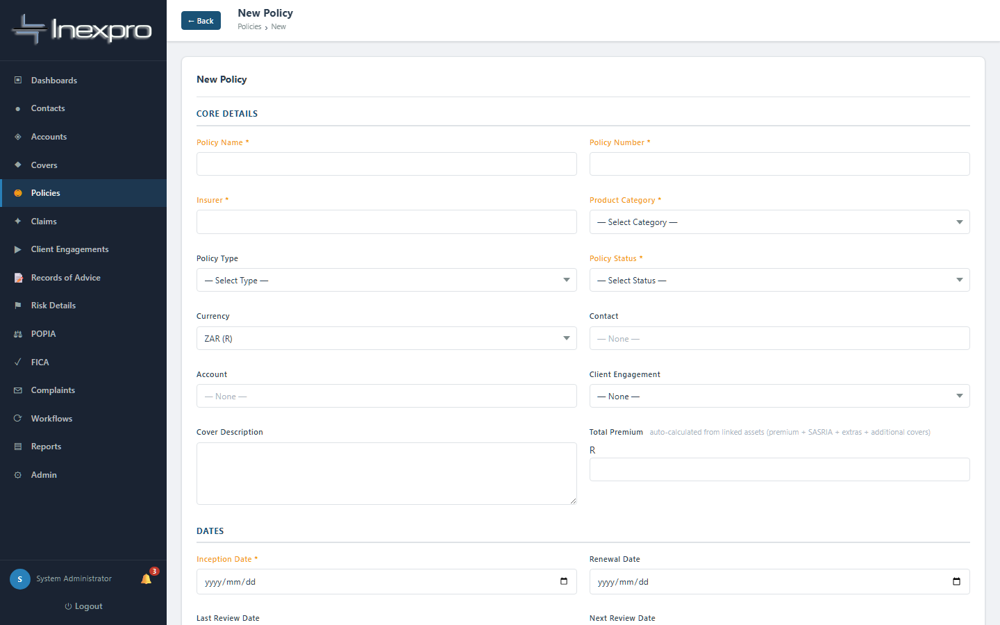 Inexpro
← Back
New Policy
Policies › New
Dashboards
Contacts
Accounts
Covers
Policies
Claims
Client Engagements
Records of Advice
Risk Details
POPIA
FICA
Complaints
Workflows
Reports
Admin
S
System Administrator
3
Logout
New Policy
CORE DETAILS
Policy Name *
Policy Number *
Insurer *
Product Category *
— Select Category —
Policy Type
Policy Status *
— Select Type —
— Select Status —
Currency
Contact
ZAR (R)
— None —
Account
Client Engagement
— None —
— None —
Cover Description
Total Premium auto-calculated from linked assets (premium + SASRIA + extras + additional covers)
R
DATES
Inception Date *
Renewal Date
yyyy/mm/dd
yyyy/mm/dd
Last Review Date
Next Review Date